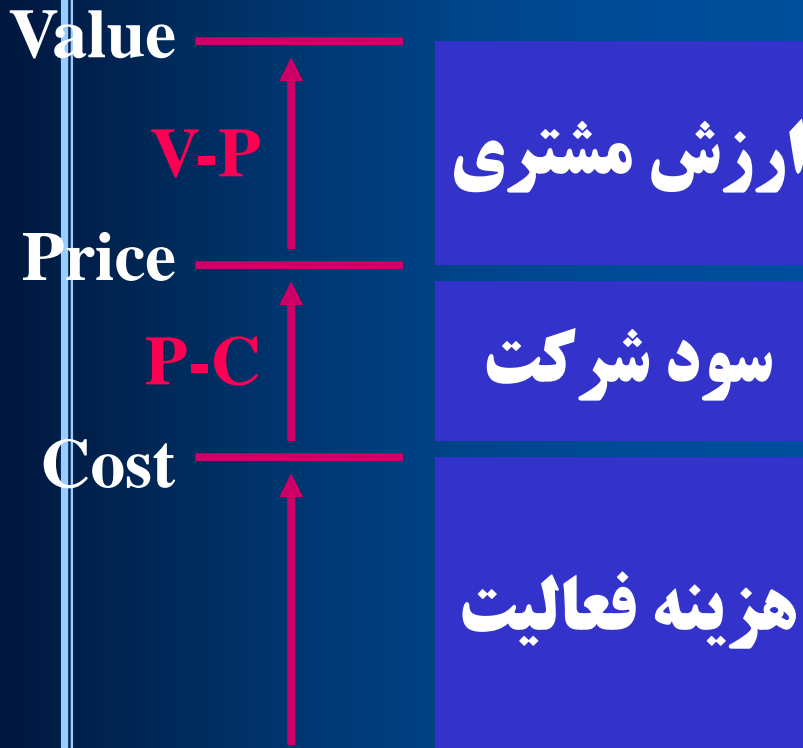 Value
V-P
ارزش مشتری
Price
P-C
سود شرکت
Cost
هزینه فعالیت